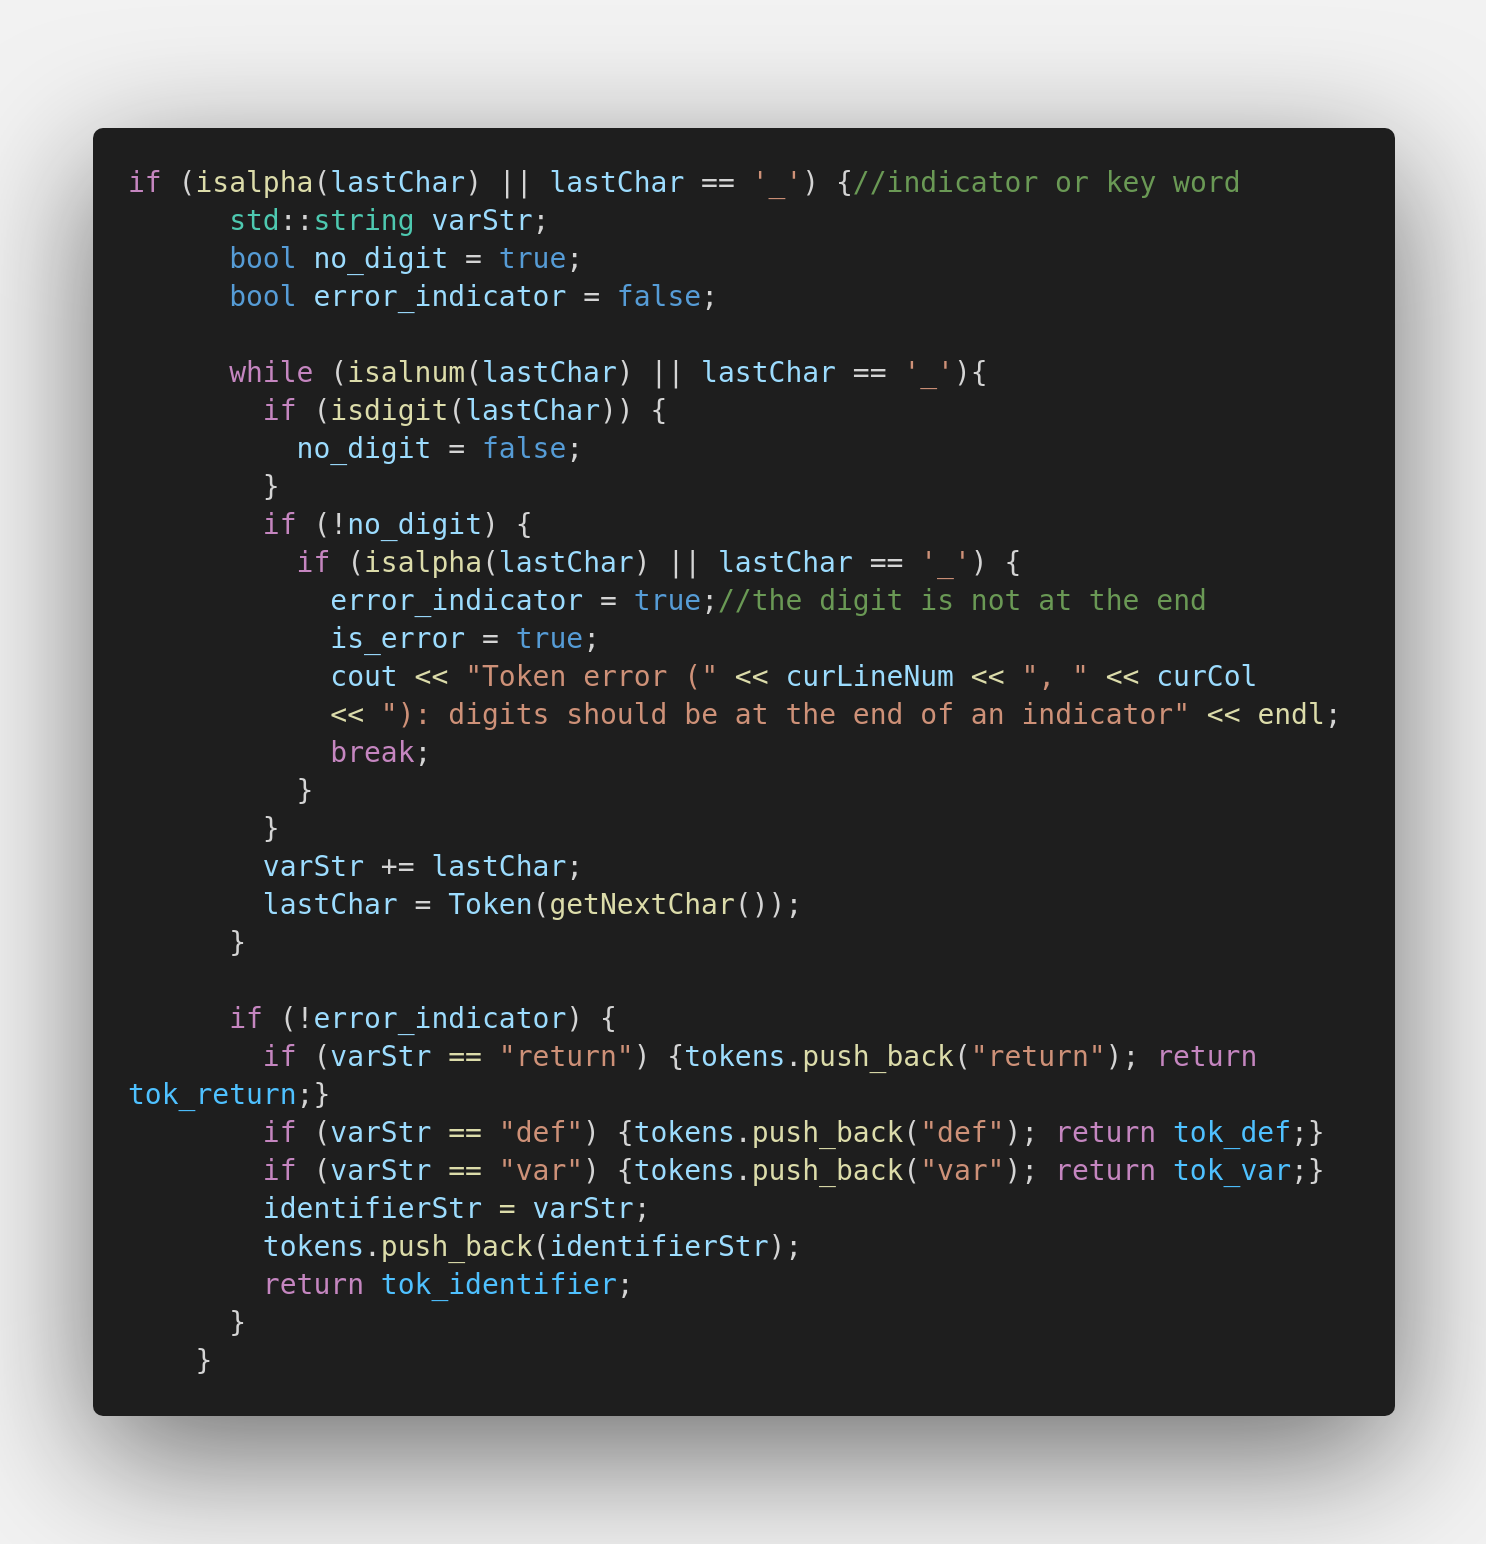 if (isalpha(lastChar) || lastChar == '_') {//indicator or key word
      std::string varStr;
      bool no_digit = true;
      bool error_indicator = false;

      while (isalnum(lastChar) || lastChar == '_'){
        if (isdigit(lastChar)) {
          no_digit = false;
        }
        if (!no_digit) {
          if (isalpha(lastChar) || lastChar == '_') {
            error_indicator = true;//the digit is not at the end
            is_error = true;
            cout << "Token error (" << curLineNum << ", " << curCol
            << "): digits should be at the end of an indicator" << endl;
            break;
          }
        }
        varStr += lastChar;
        lastChar = Token(getNextChar());
      }

      if (!error_indicator) {
        if (varStr == "return") {tokens.push_back("return"); return
tok_return;}
        if (varStr == "def") {tokens.push_back("def"); return tok_def;}
        if (varStr == "var") {tokens.push_back("var"); return tok_var;}
        identifierStr = varStr;
        tokens.push_back(identifierStr);
        return tok_identifier;
      }
    }